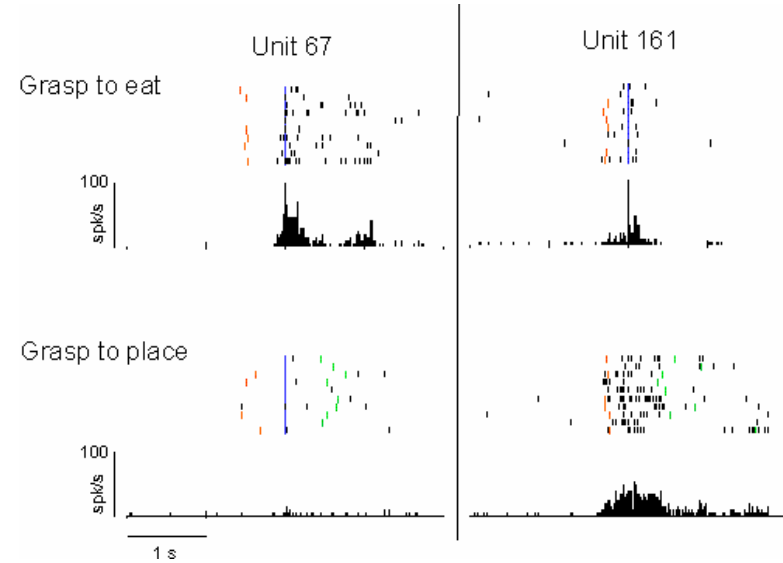 Unit 67
Unit 161
Grasp to eat
100
spk/s
Grasp to place
100
spk/s
1 s